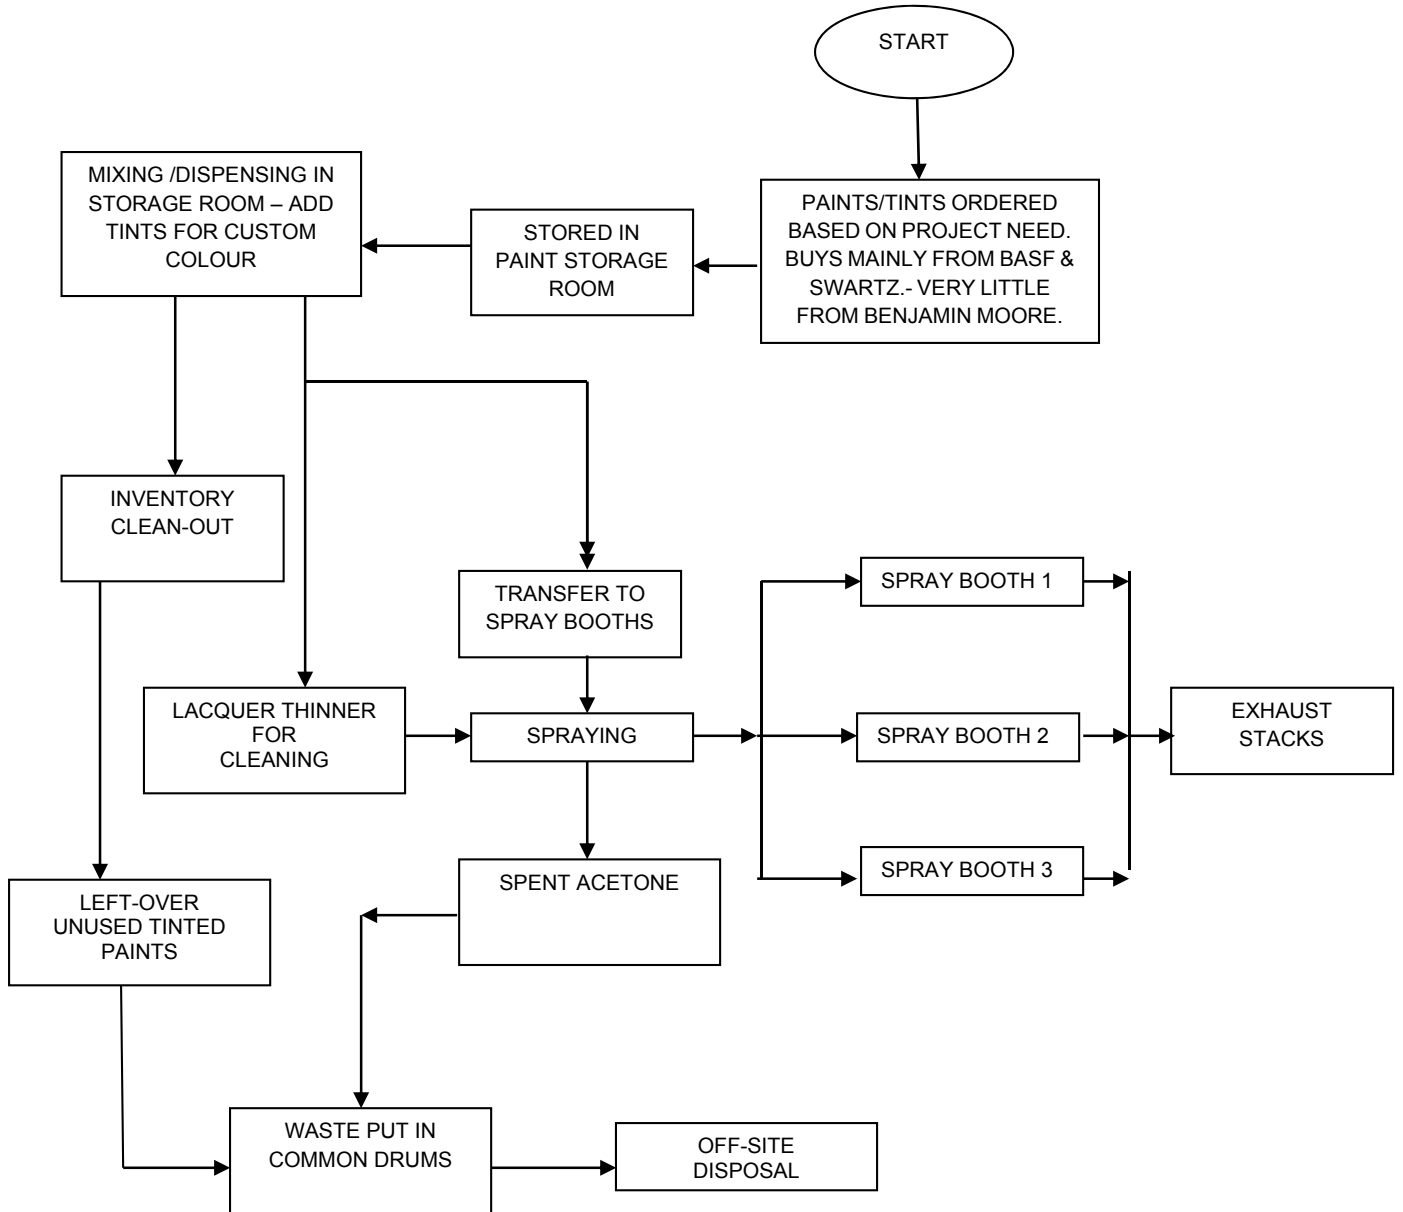 START
MIXING /DISPENSING IN
STORAGE ROOM – ADD
TINTS FOR CUSTOM
COLOUR
STORED IN
PAINT STORAGE
ROOM
PAINTS/TINTS ORDERED
BASED ON PROJECT NEED.
BUYS MAINLY FROM BASF &
SWARTZ.- VERY LITTLE
FROM BENJAMIN MOORE.
INVENTORY
CLEAN-OUT
TRANSFER TO
SPRAY BOOTHS
SPRAY BOOTH 1
LACQUER THINNER
FOR
CLEANING
SPRAYING
SPRAY BOOTH 2
EXHAUST
STACKS
SPRAY BOOTH 3
SPENT ACETONE
LEFT-OVER
UNUSED TINTED
PAINTS
WASTE PUT IN
COMMON DRUMS
OFF-SITE
DISPOSAL